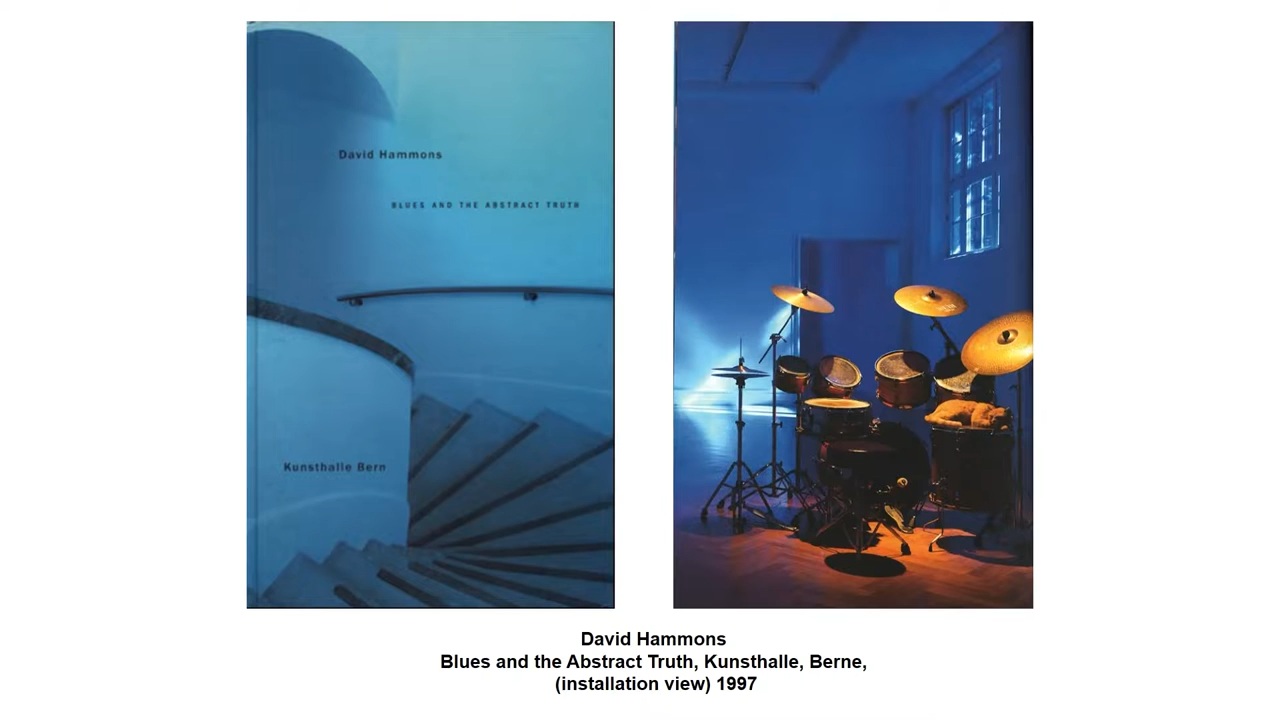 David Hammons
BLUES AND THE ABSTRACT TRUTH
Kunsthalle Bern
David Hammons
Blues and the Abstract Truth, Kunsthalle, Berne,
(installation view) 1997